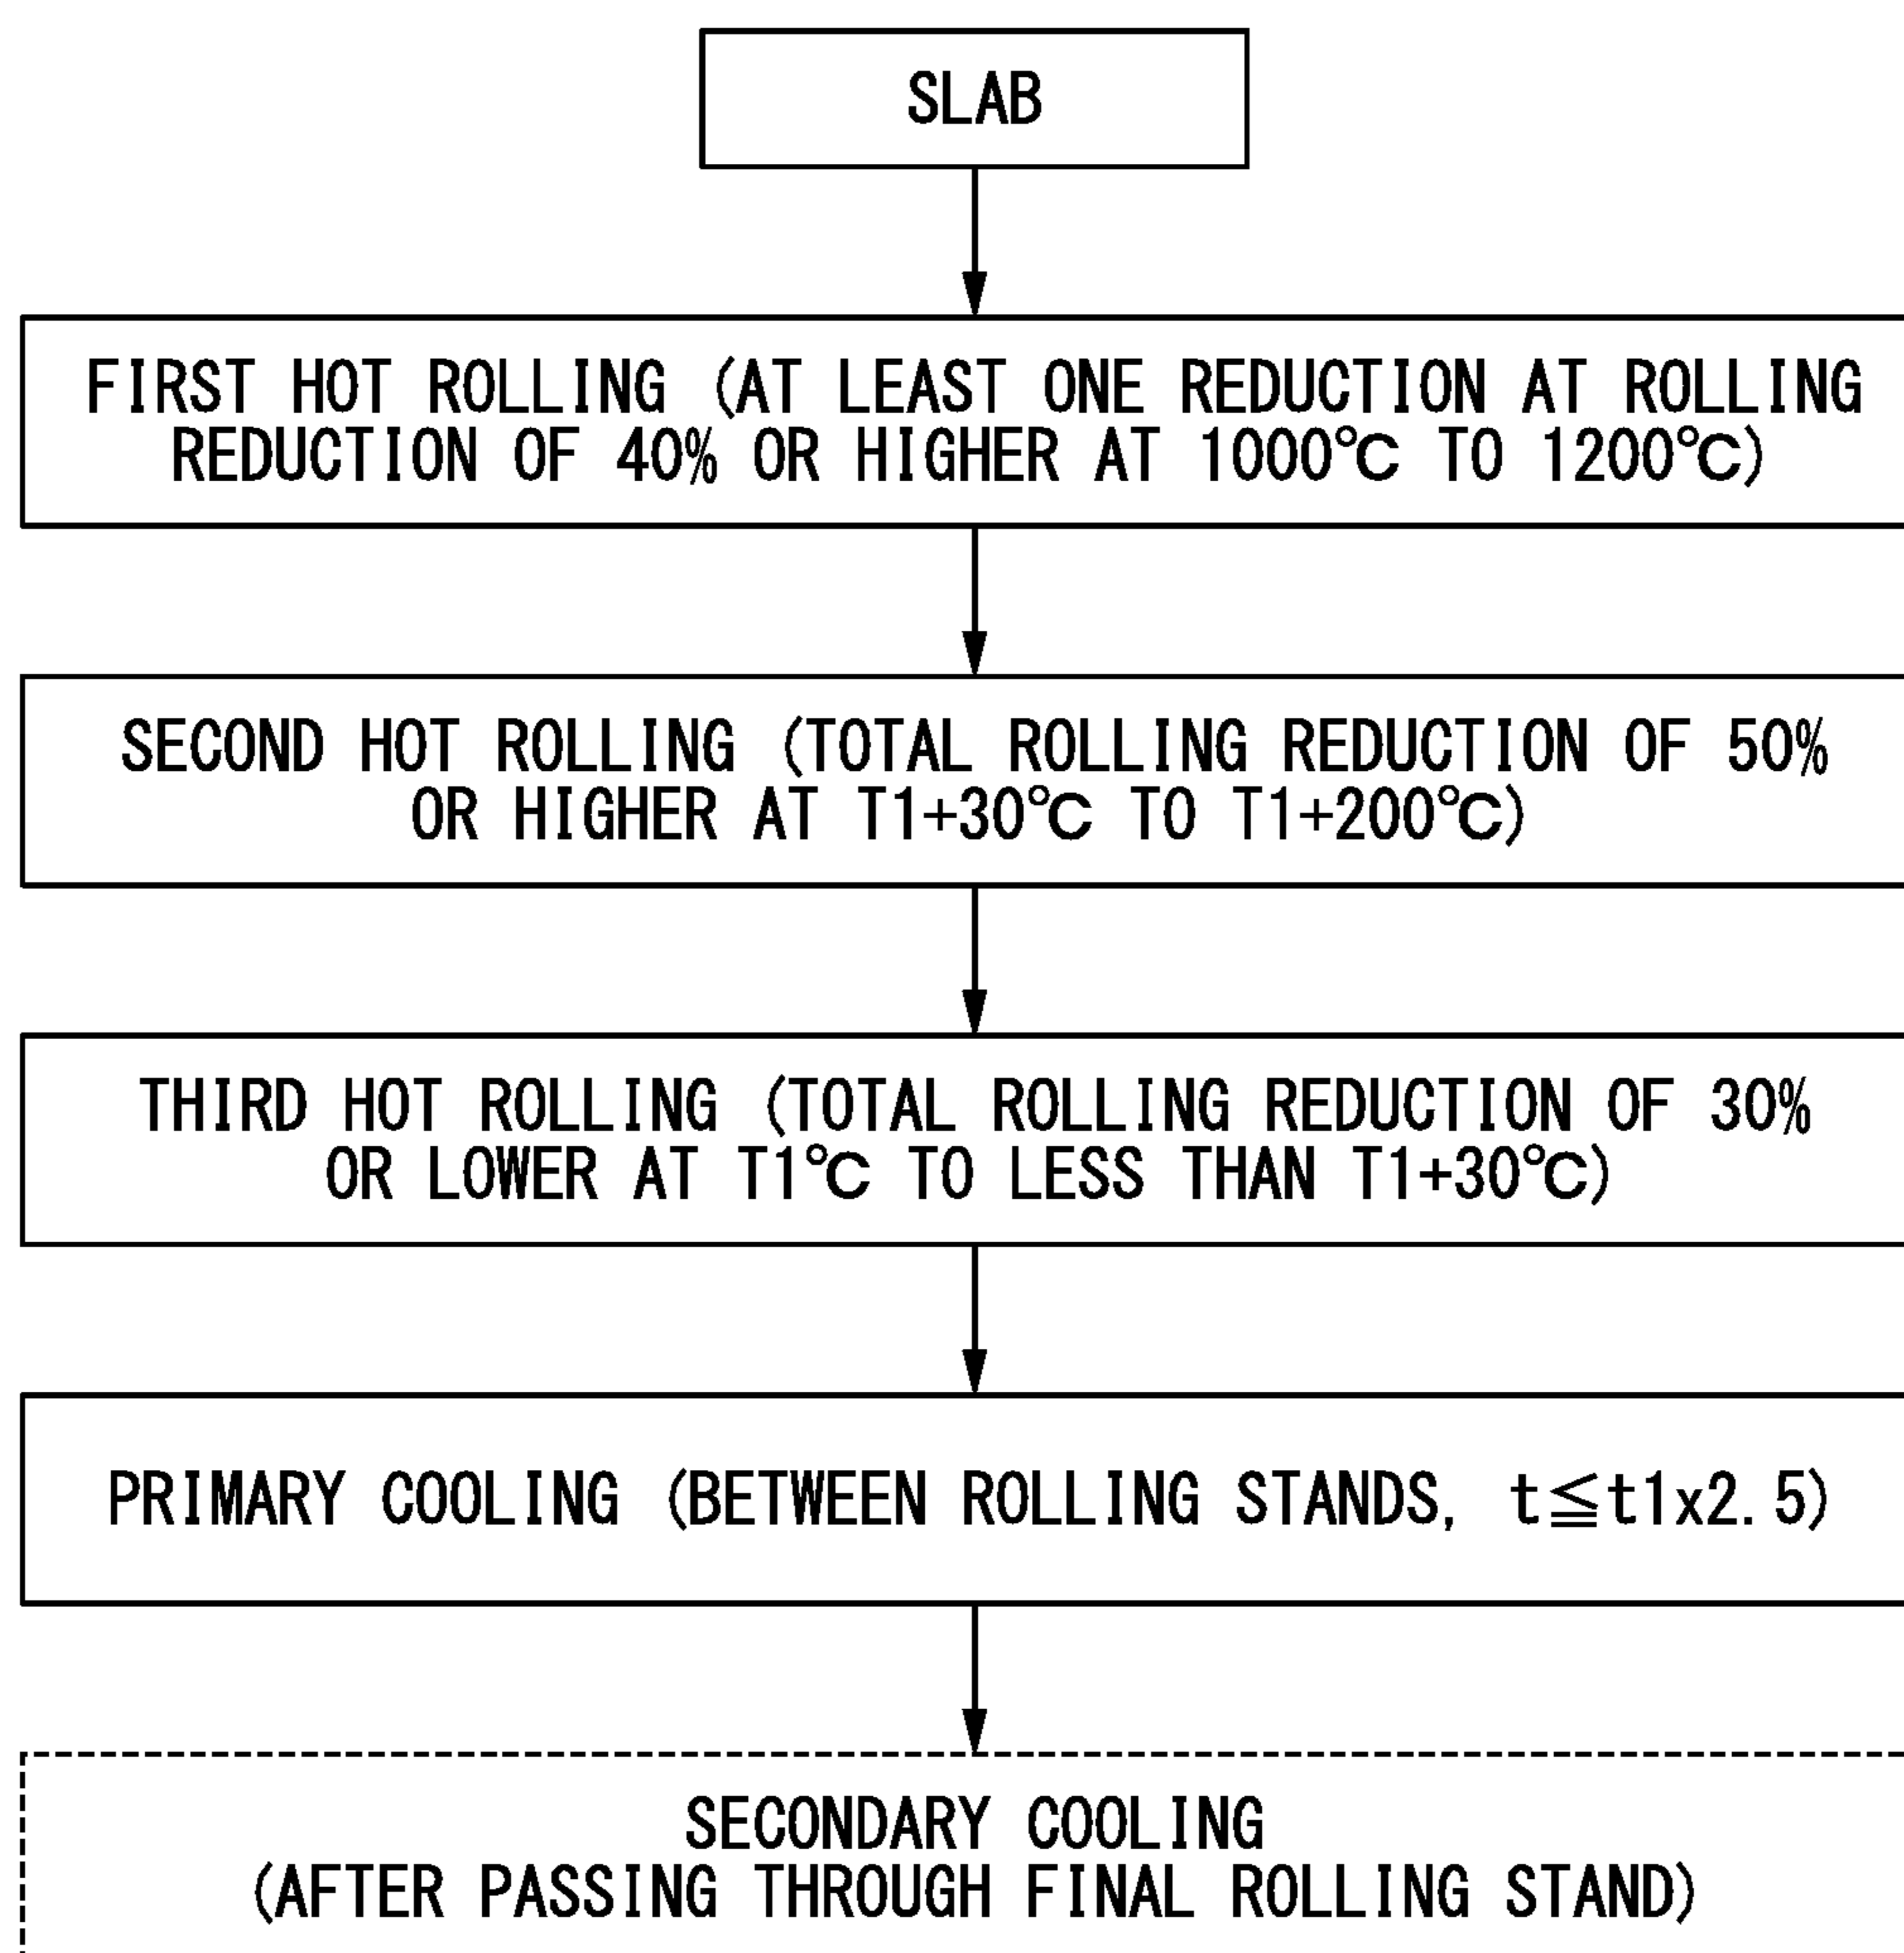 SLAB
FIRST HOT ROLLING (AT LEAST ONE REDUCTION AT ROLLING
REDUCTION OF 40% OR HIGHER AT 1000℃ TO 1200℃)
SECOND HOT ROLLING (TOTAL ROLLING REDUCTION OF 50%
OR HIGHER AT T1+30℃ TO T1+200℃)
THIRD HOT ROLLING (TOTAL ROLLING REDUCTION OF 30%
OR LOWER AT T1℃ TO LESS THAN T1+30℃)
PRIMARY COOLING (BETWEEN ROLLING STANDS, t≦t1x2.5)
SECONDARY COOLING
(AFTER PASSING THROUGH FINAL ROLLING STAND)